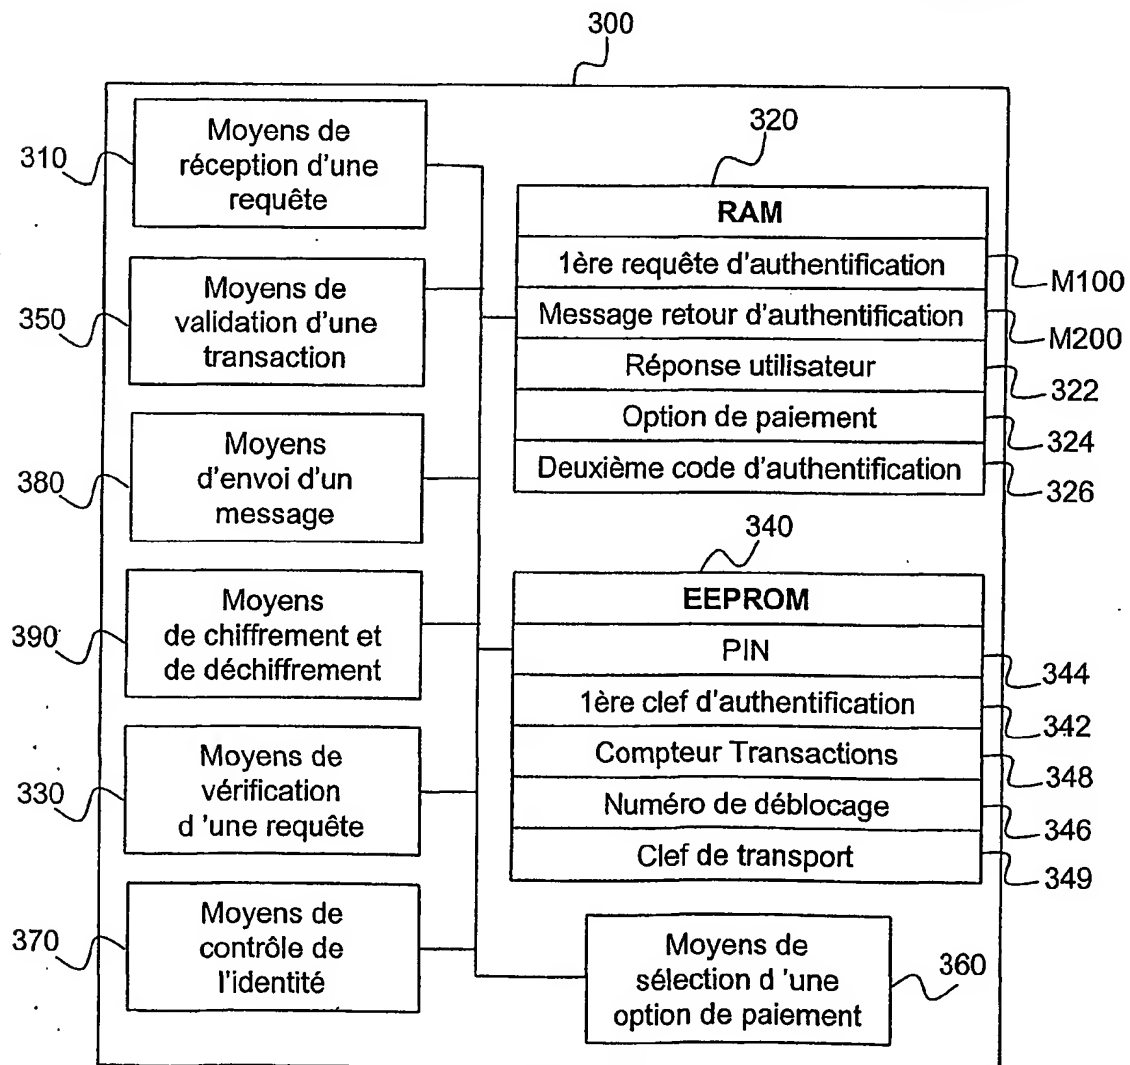 300
310
Moyens de
réception d'une
requête
350
Moyens de
validation d'une
transaction
380
Moyens
d'envoi d'un
message
390
Moyens
de chiffrement et
de déchiffrement
330
Moyens de
vérification
d 'une requête
370
Moyens de
contrôle de
l'identité
320
RAM
1ère requête d'authentification
M100
Message retour d'authentification
M200
Réponse utilisateur
322
Option de paiement
324
Deuxième code d'authentification
326
340
EEPROM
PIN
344
1ère clef d'authentification
342
Compteur Transactions
348
Numéro de déblocage
346
Clef de transport
349
Moyens de
sélection d 'une
option de paiement
360